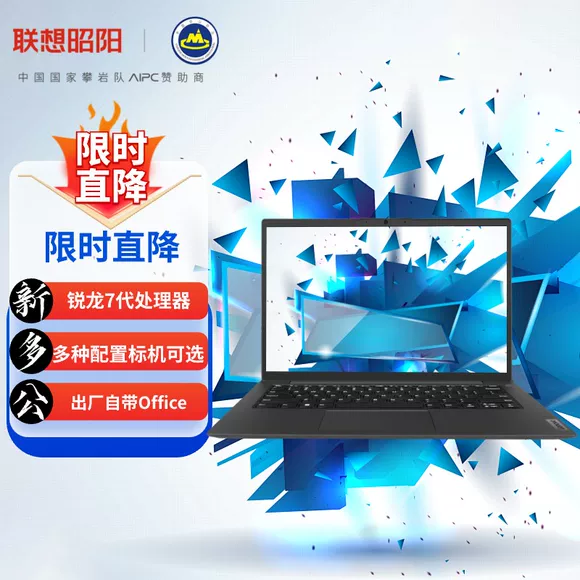 联想昭阳
中国国家攀岩队AIPC赞助商
限时
直降
限时直降
新 锐龙7代处理器
多 多种配置标机可选
公 出厂自带Office